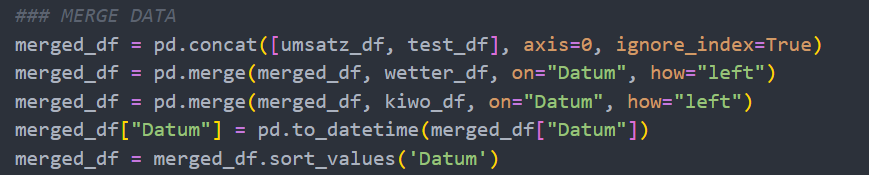 ### MERGE DATA
merged_df = pd.concat([umsatz_df, test_df], axis=0, ignore_index=True)
merged_df = pd.merge(merged_df, wetter_df, on="Datum", how="left")
merged_df = pd.merge(merged_df, kiwo_df, on="Datum", how="left")
merged_df["Datum"] = pd.to_datetime(merged_df["Datum"])
merged_df = merged_df.sort_values('Datum')